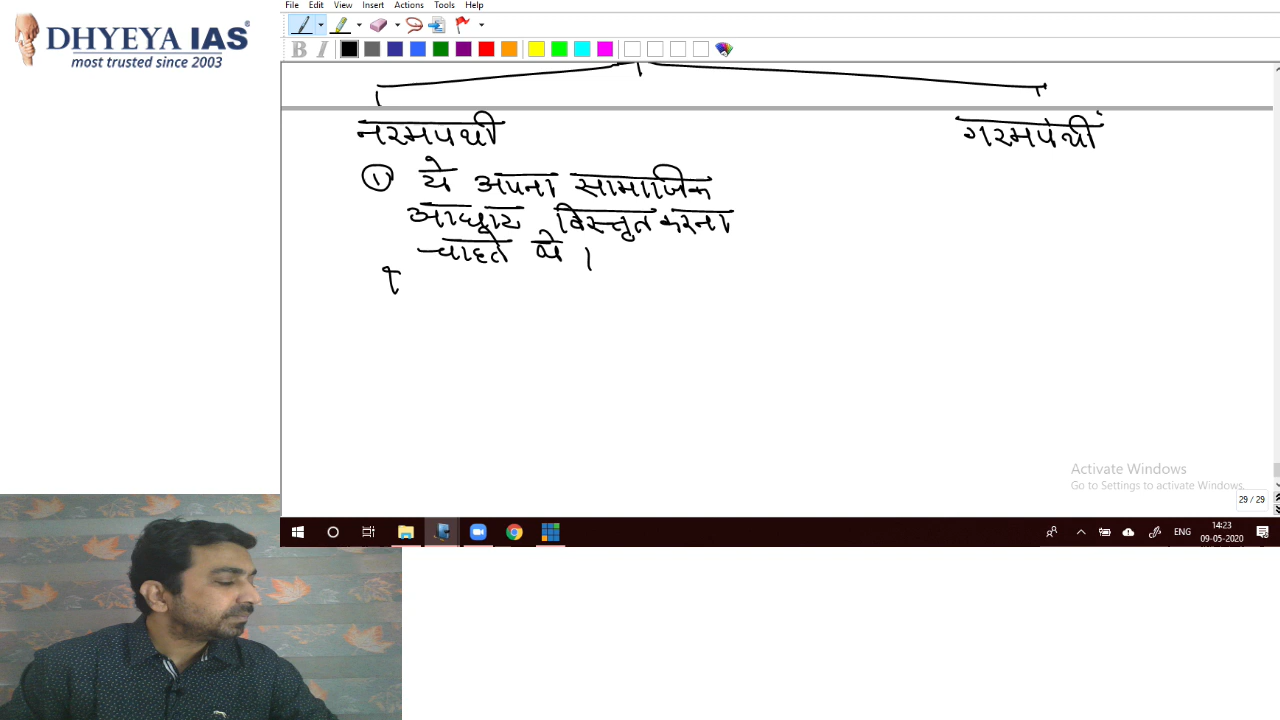 File Edit View Insert Actions Tools Help
DHYEYA IAS®
most trusted since 2003
B I
नरमपंथी गरमपंथी
① ये अपना सामाजिक
आधार विस्तृत करना
चाहते थे ।
Activate Windows
Go to Settings to activate Windows.
29 / 29
ENG 14:23
09-05-2020